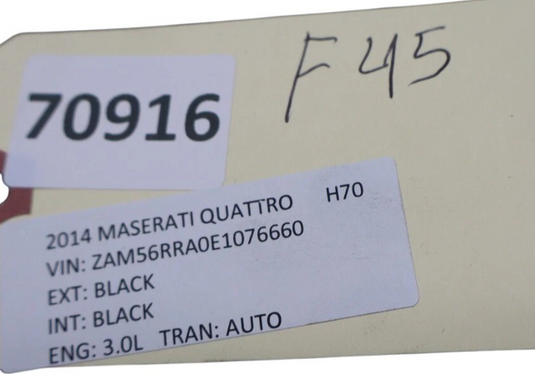 F45
70916
2014 MASERATI QUATTRO H70
VIN: ZAM56RRA0E1076660
EXT: BLACK
INT: BLACK
ENG: 3.0L TRAN: AUTO